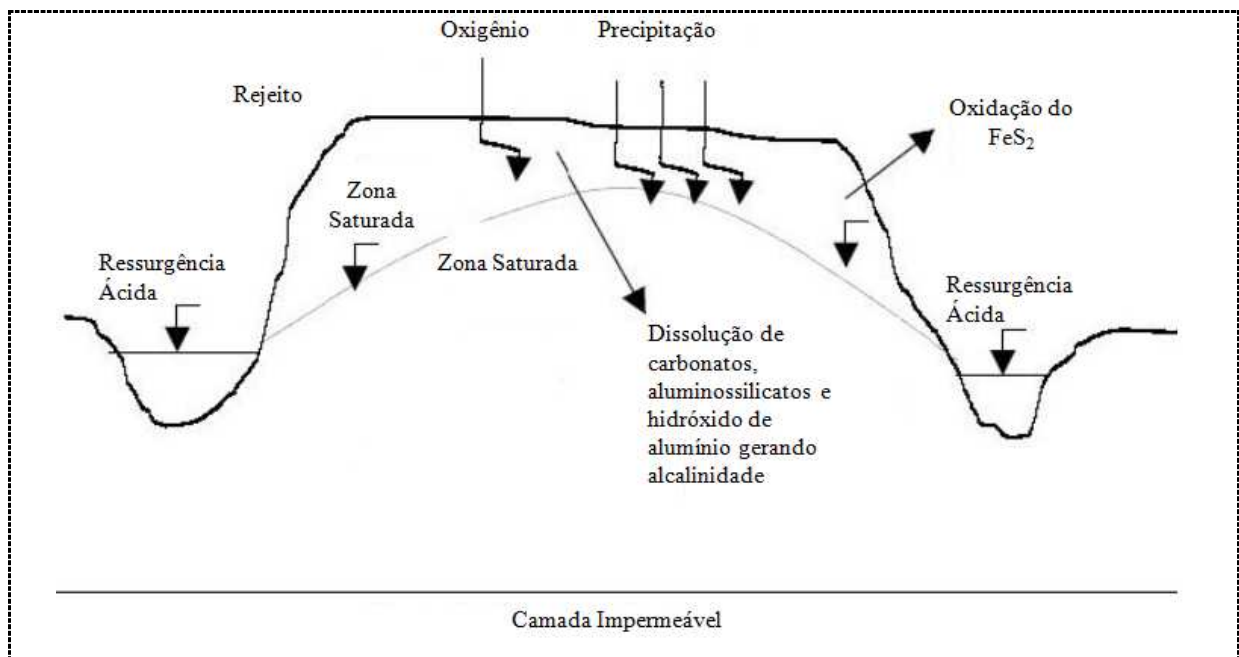 Oxigênio
Precipitação
Rejeito
Oxidação do
FeS₂
Zona
Saturada
Zona Saturada
Ressurgência
Ácida
Ressurgência
Ácida
Dissolução de
carbonatos,
aluminossilicatos e
hidróxido de
alumínio gerando
alcalinidade
Camada Impermeável